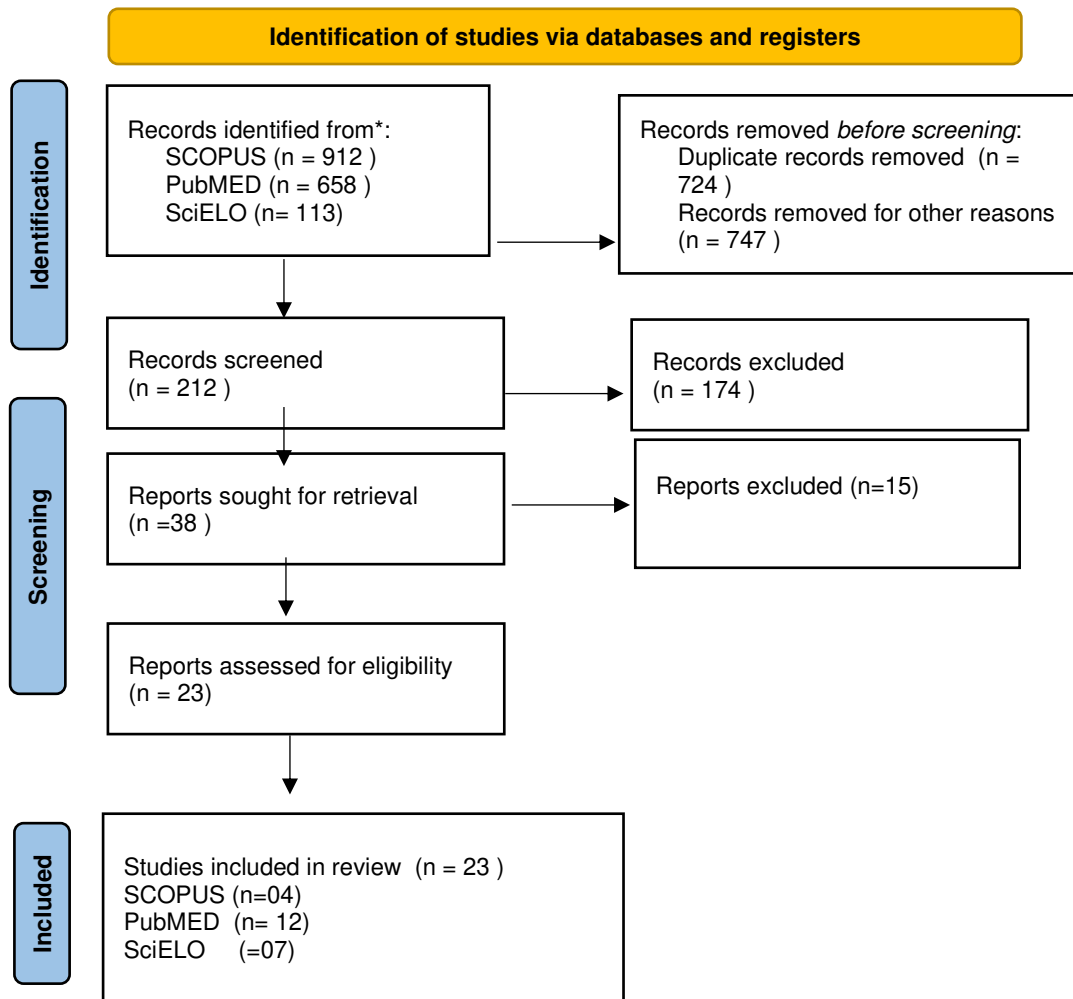 Identification of studies via databases and registers
Identification
Records identified from*:
SCOPUS (n = 912 )
PubMED (n = 658 )
SciELO (n= 113)
Records removed before screening:
Duplicate records removed (n =
724 )
Records removed for other reasons
(n = 747 )
Screening
Records screened
(n = 212 )
Records excluded
(n = 174 )
Reports sought for retrieval
(n =38 )
Reports excluded (n=15)
Reports assessed for eligibility
(n = 23)
Included
Studies included in review (n = 23 )
SCOPUS (n=04)
PubMED (n= 12)
SciELO (=07)